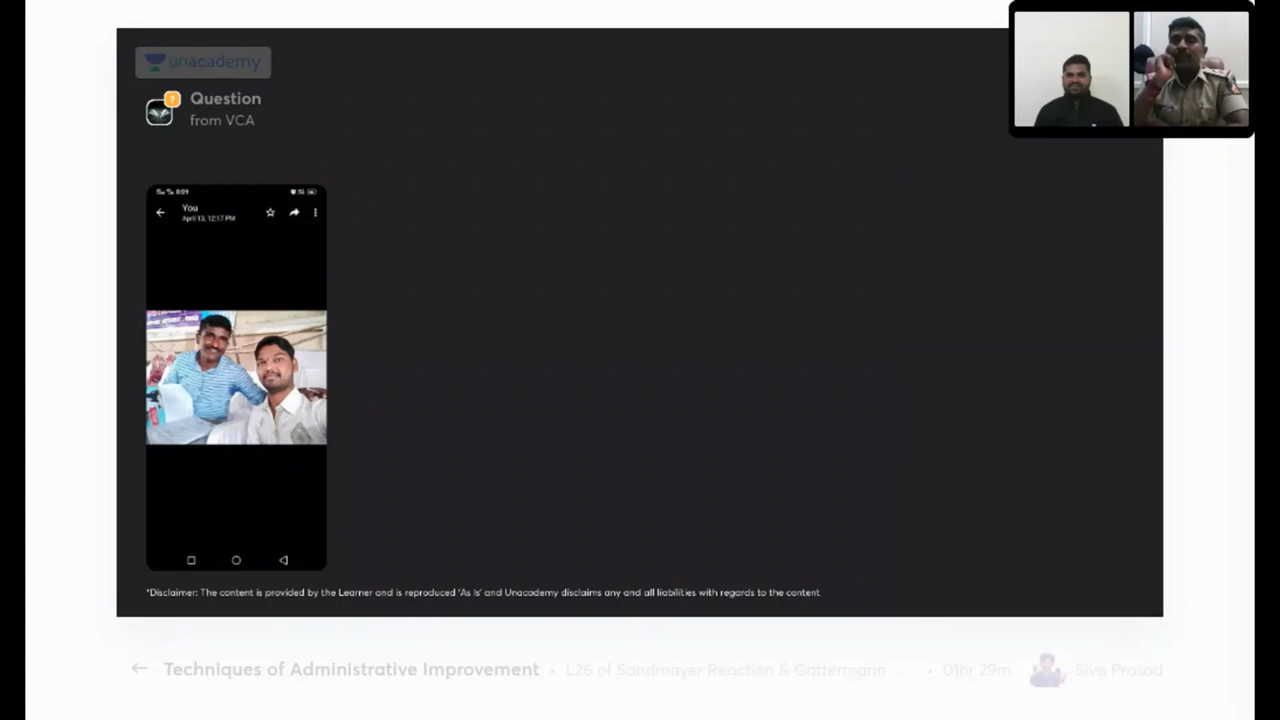 unacademy
Question
from VCA
8:09
You
April 13, 12:17 PM
*Disclaimer: The content is provided by the Learner and is reproduced 'As Is' and Unacademy disclaims any and all liabilities with regards to the content
Techniques of Administrative Improvement • L26 of Sandmayer Reaction & Gattermann ... • 01hr 29m Siva Prasad